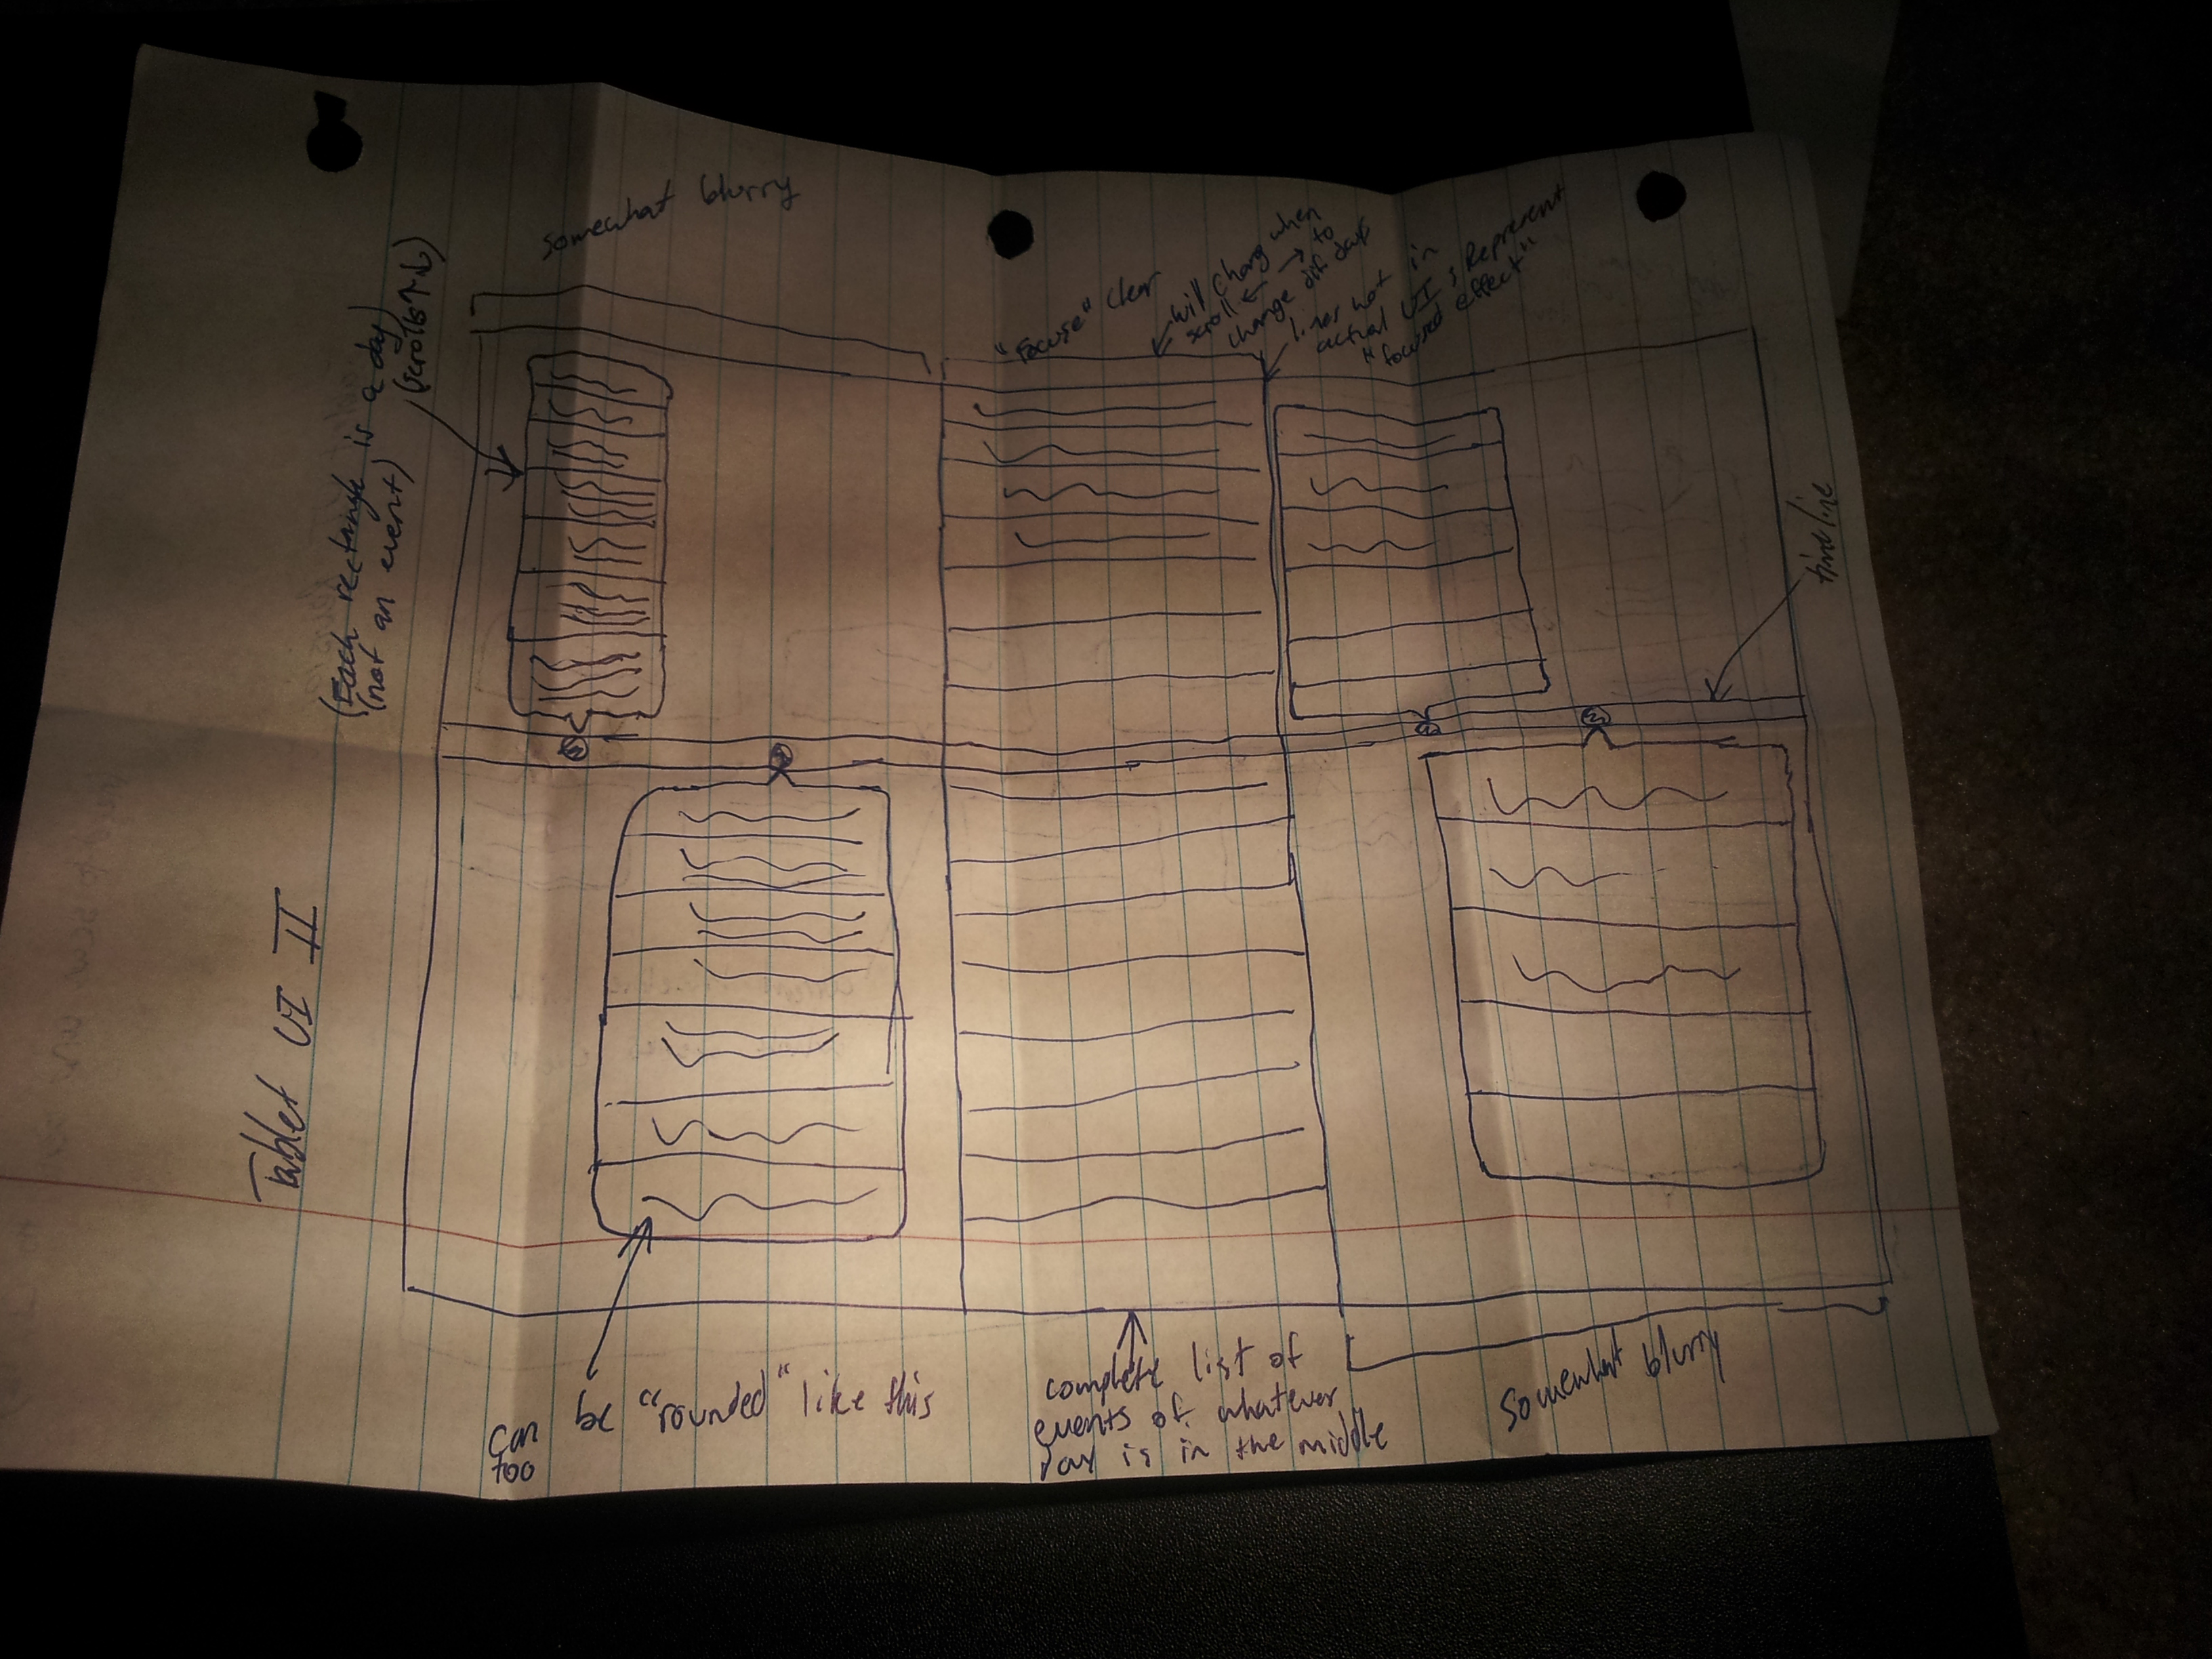 Tablet UI II
(Each rectangle is a day)
(not an event)
(scrolls ↑↓)
somewhat blurry
"Focuse" Clear
will Chang when
scroll ← → to
change dif days
lines not in
actual UI; Represent
"focused effect"
timeline
can be "rounded" like this
too
complete list of
events of whatever
Day is in the middle
Somewhat blurry